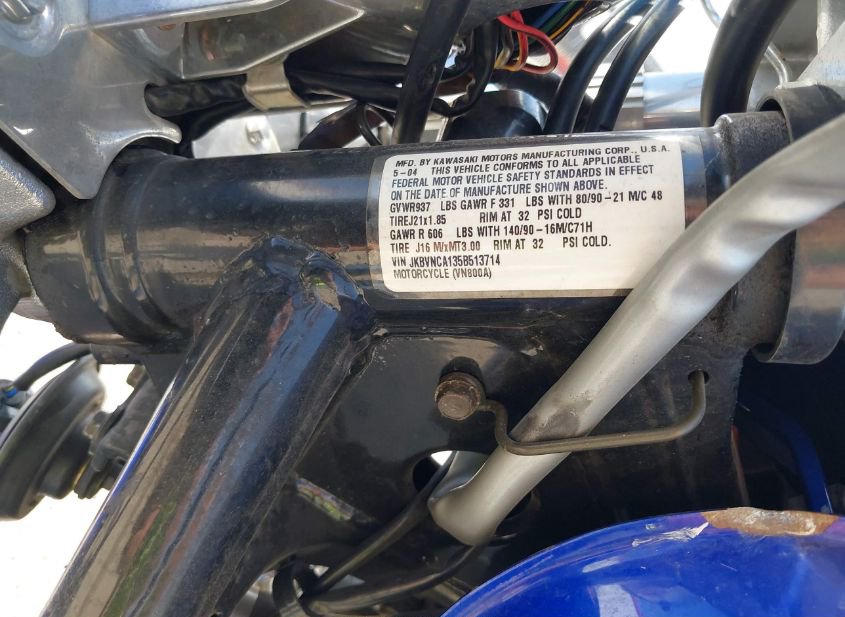 MFD. BY KAWASAKI MOTORS MANUFACTURING CORP., U.S.A.
5-04 THIS VEHICLE CONFORMS TO ALL APPLICABLE
FEDERAL MOTOR VEHICLE SAFETY STANDARDS IN EFFECT
ON THE DATE OF MANUFACTURE SHOWN ABOVE.
GVWR937 LBS GAWR F 331 LBS WITH 80/90-21 M/C 48
TIREJ21x1.85 RIM AT 32 PSI COLD
GAWR R 606 LBS WITH 140/90-16M/C71H
TIRE J16 M/xMT3.00 RIM AT 32 PSI COLD.
VIN JKBVNCA135B513714
MOTORCYCLE (VN800A)